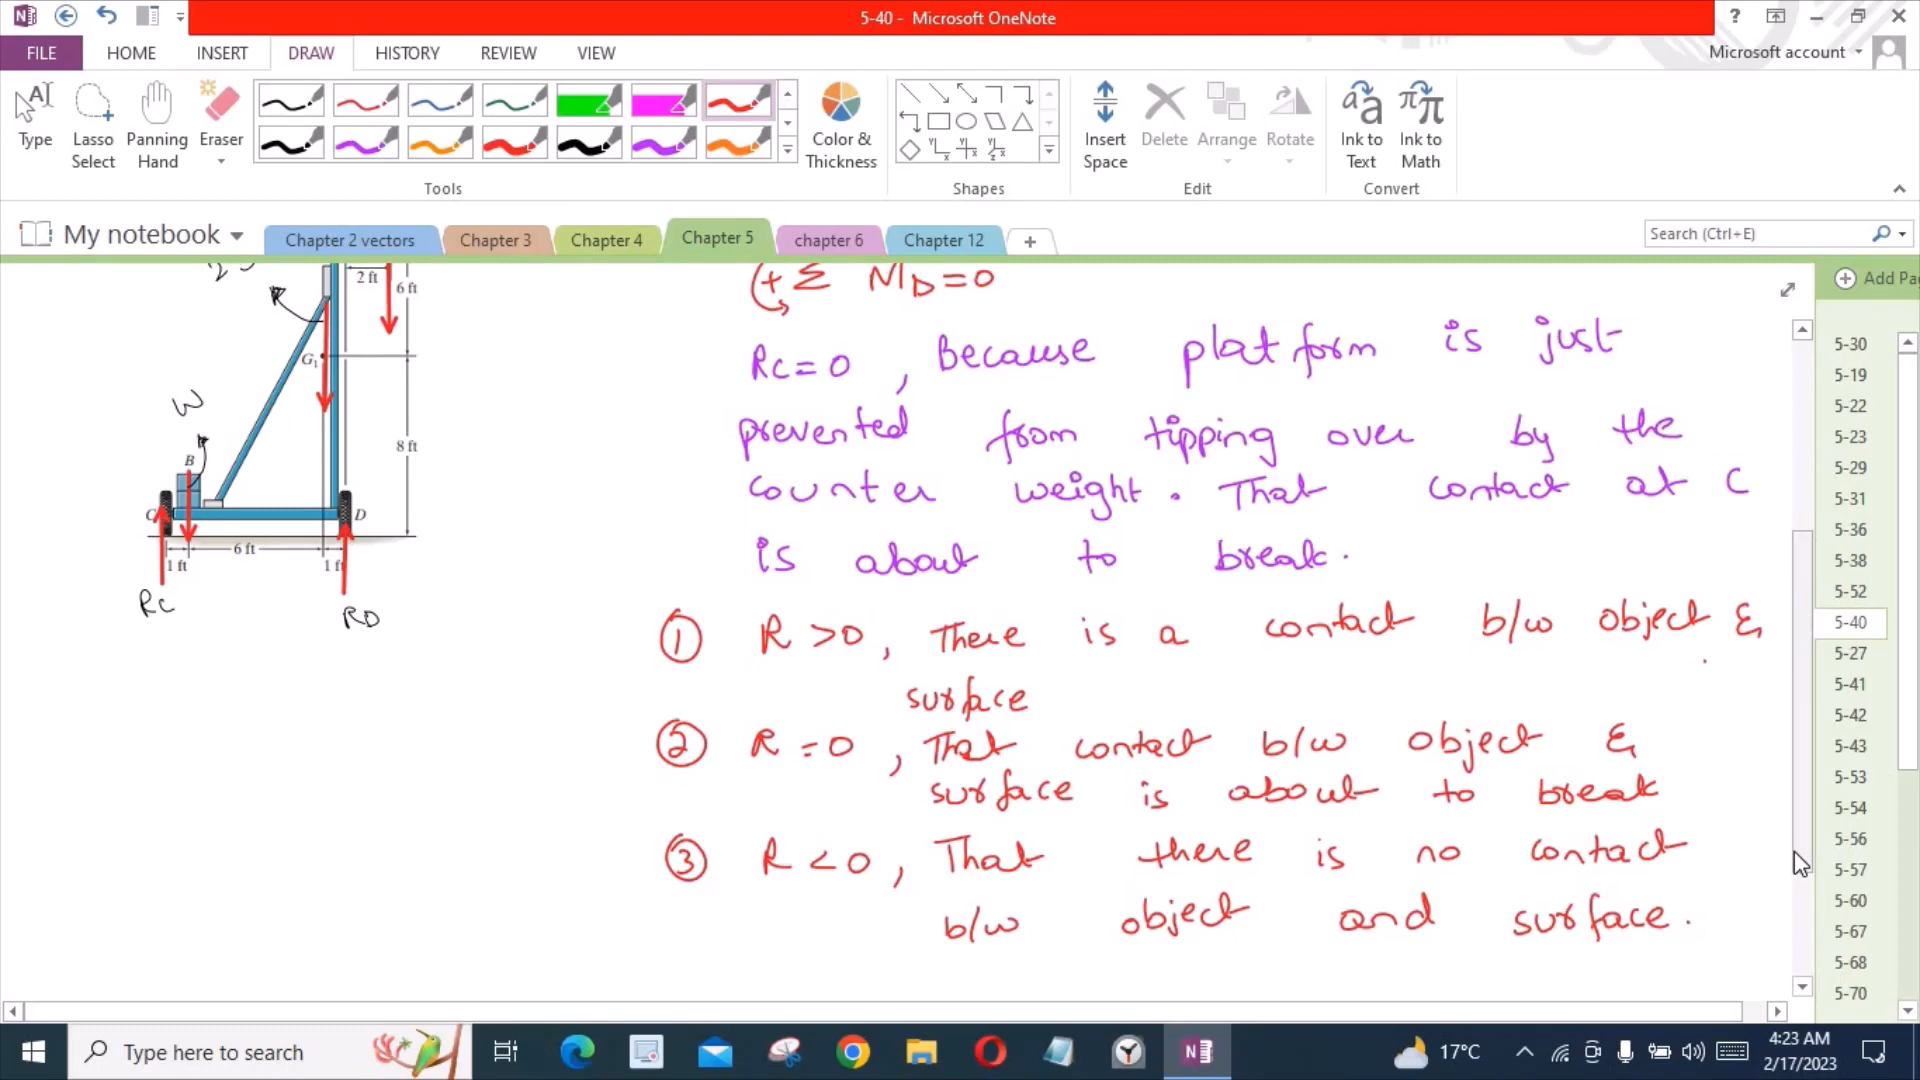 5-40 - Microsoft OneNote
?
FILE HOME INSERT DRAW HISTORY REVIEW VIEW
Microsoft account
Type
Lasso Select
Panning Hand
Eraser
Color & Thickness
Insert Space
Delete Arrange Rotate
Ink to Text
Ink to Math
Tools Shapes Edit Convert
My notebook
Chapter 2 vectors Chapter 3 Chapter 4 Chapter 5 chapter 6 Chapter 12
Search (Ctrl+E)
Add Pa
2 ft
6 ft
G1
W
8 ft
B
C D
6 ft
1 ft 1 ft
RC RD
(+ Σ MD = 0
RC = 0 , Because platform is just
prevented from tipping over by the
counter weight. That contact at C
is about to break.
① R > 0 , There is a contact b/w object &
surface
② R = 0 , That contact b/w object &
surface is about to break
③ R < 0 , That there is no contact
b/w object and surface.
5-30
5-19
5-22
5-23
5-29
5-31
5-36
5-38
5-52
5-40
5-27
5-41
5-42
5-43
5-53
5-54
5-56
5-57
5-60
5-67
5-68
5-70
Type here to search
17°C
4:23 AM
2/17/2023